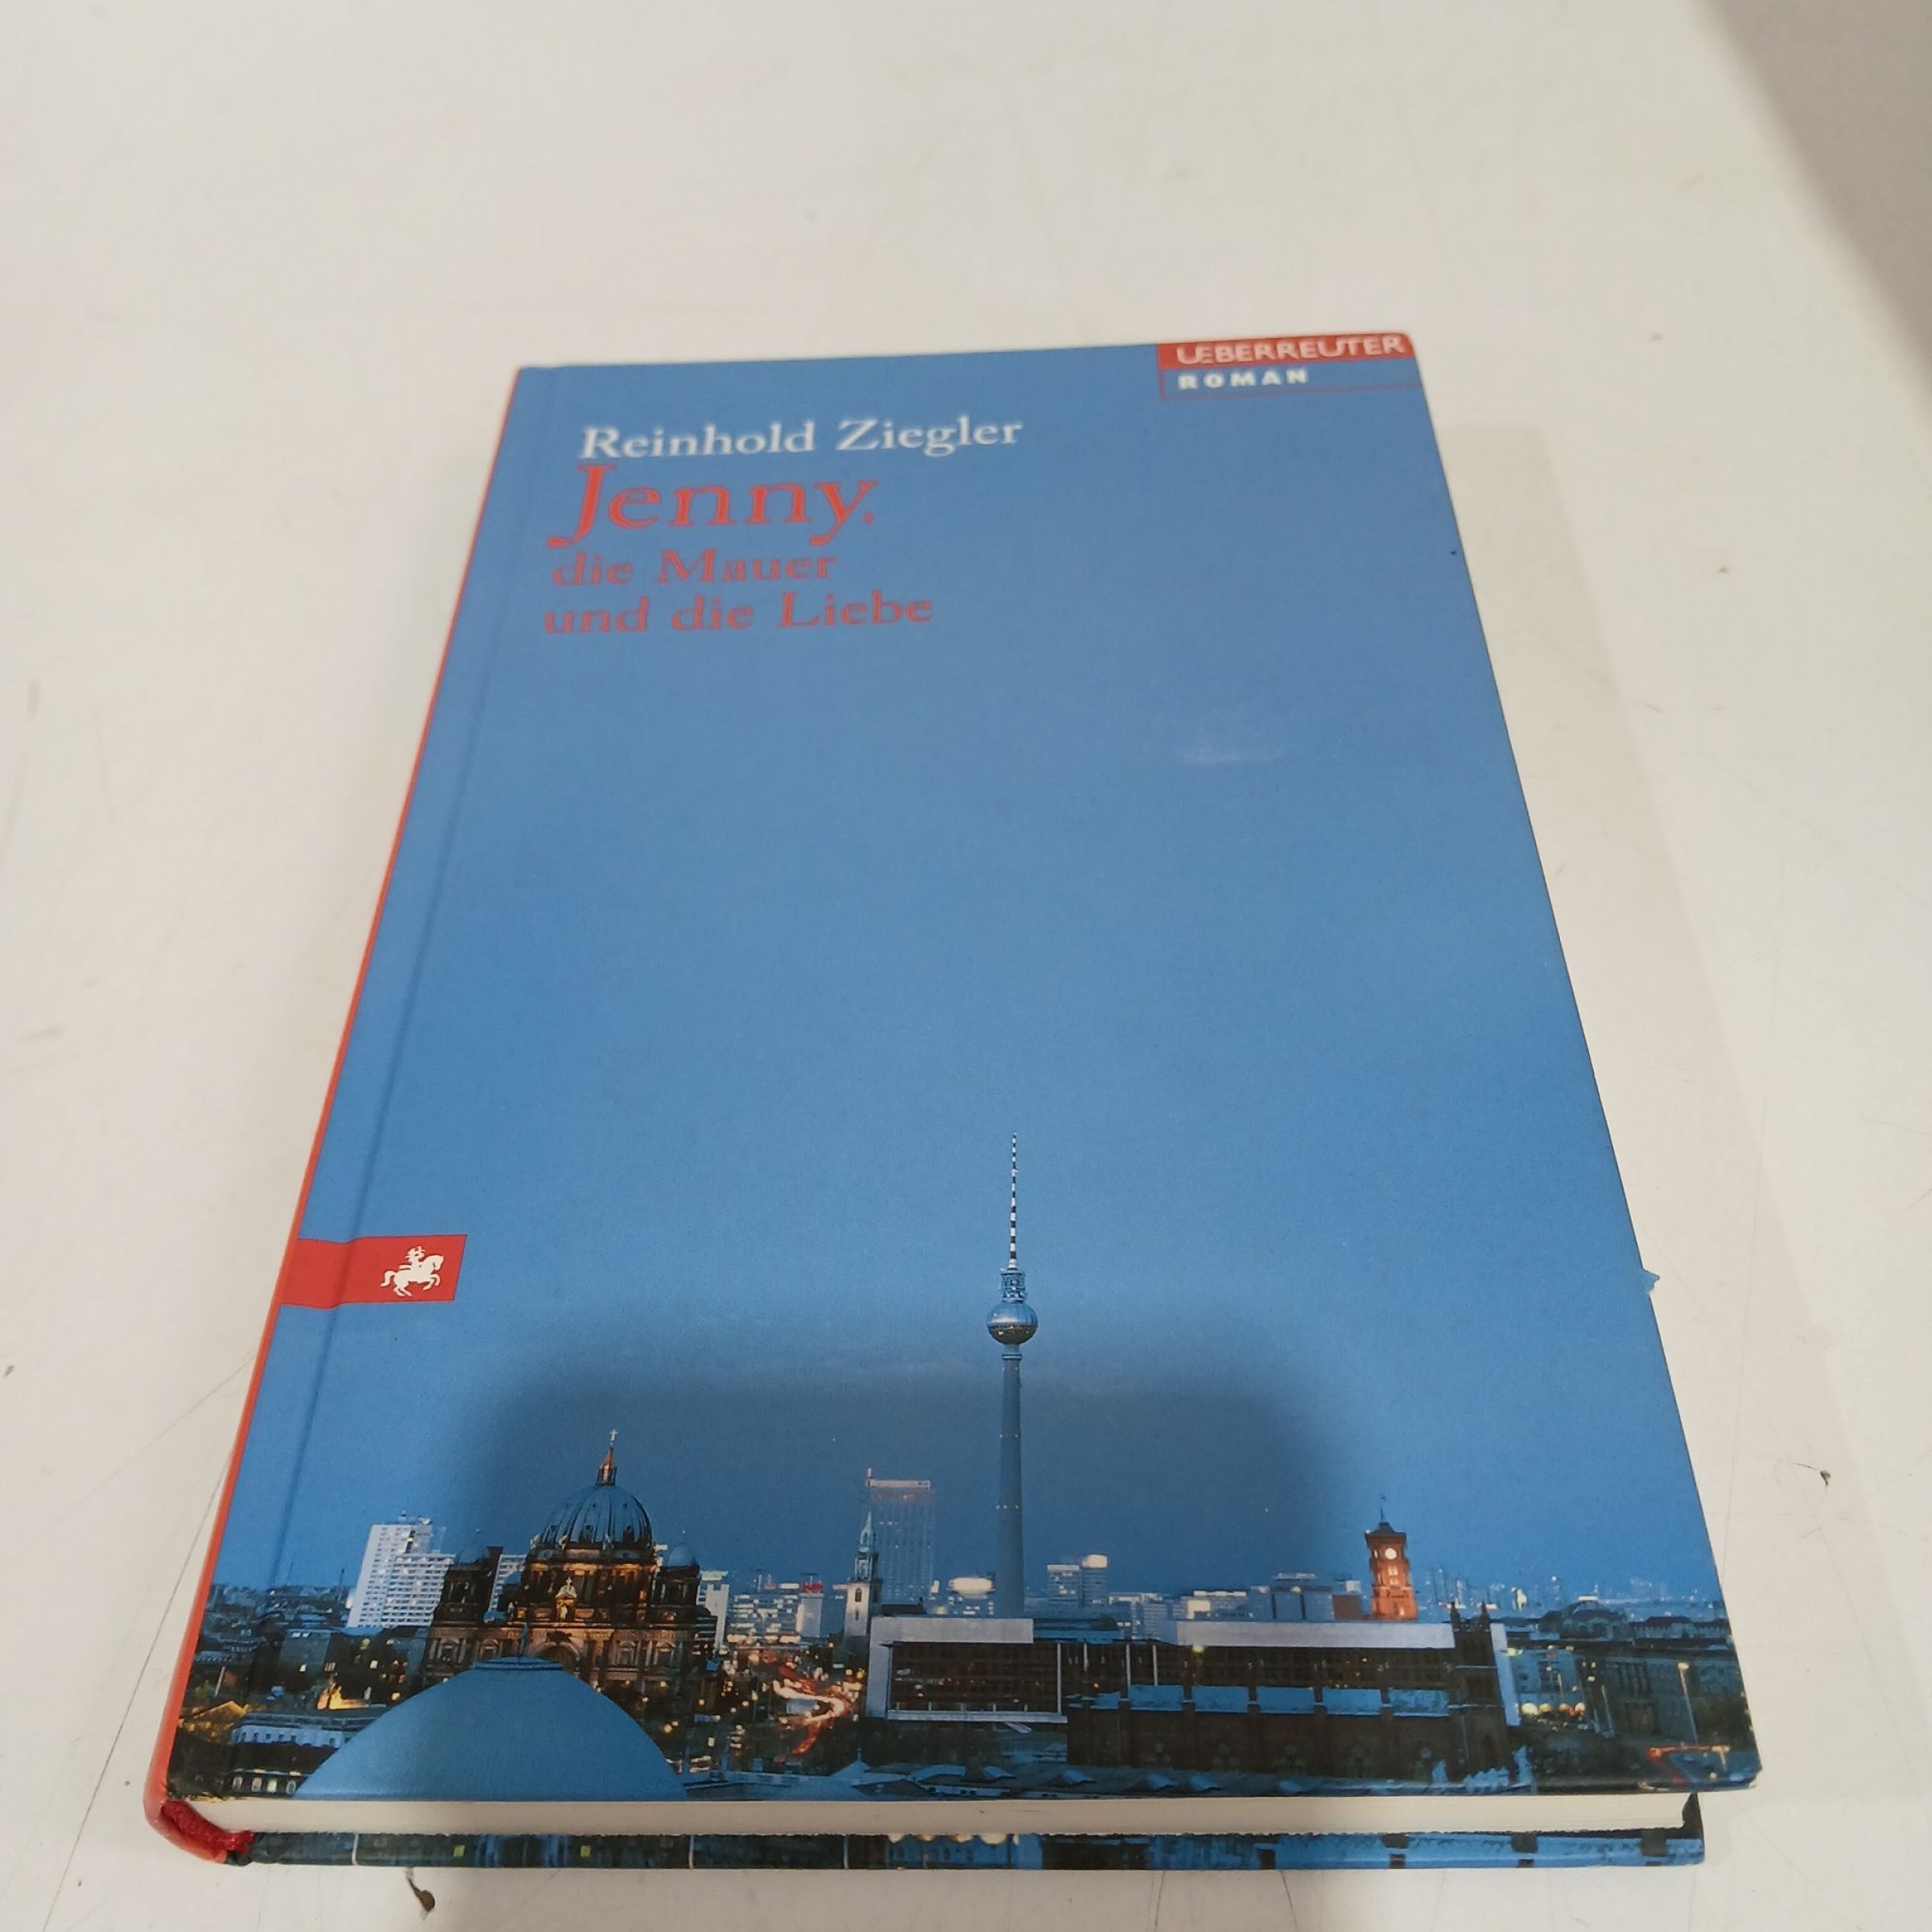 UEBERREUTER
ROMAN
Reinhold Ziegler
Jenny.
die Mauer
und die Liebe